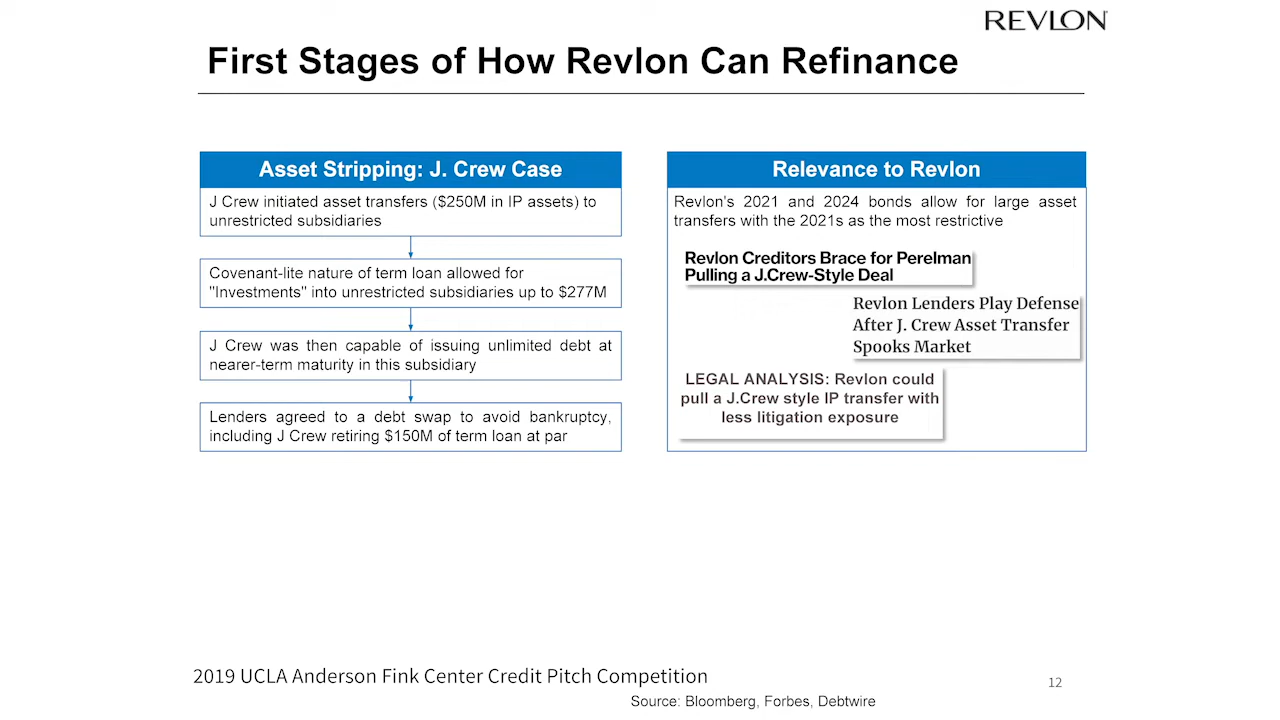 REVLON
First Stages of How Revlon Can Refinance
Asset Stripping: J. Crew Case
J Crew initiated asset transfers ($250M in IP assets) to
unrestricted subsidiaries
Covenant-lite nature of term loan allowed for
"Investments" into unrestricted subsidiaries up to $277M
J Crew was then capable of issuing unlimited debt at
nearer-term maturity in this subsidiary
Lenders agreed to a debt swap to avoid bankruptcy,
including J Crew retiring $150M of term loan at par
Relevance to Revlon
Revlon's 2021 and 2024 bonds allow for large asset
transfers with the 2021s as the most restrictive
Revlon Creditors Brace for Perelman
Pulling a J.Crew-Style Deal
Revlon Lenders Play Defense
After J. Crew Asset Transfer
Spooks Market
LEGAL ANALYSIS: Revlon could
pull a J.Crew style IP transfer with
less litigation exposure
2019 UCLA Anderson Fink Center Credit Pitch Competition
12
Source: Bloomberg, Forbes, Debtwire